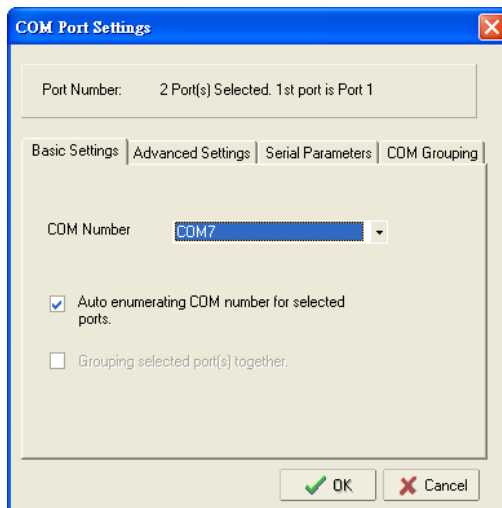 COM Port Settings
Port Number: 2 Port(s) Selected. 1st port is Port 1
Basic Settings Advanced Settings Serial Parameters COM Grouping
COM Number COM7
Auto enumerating COM number for selected
ports.
Grouping selected port(s) together.
OK Cancel